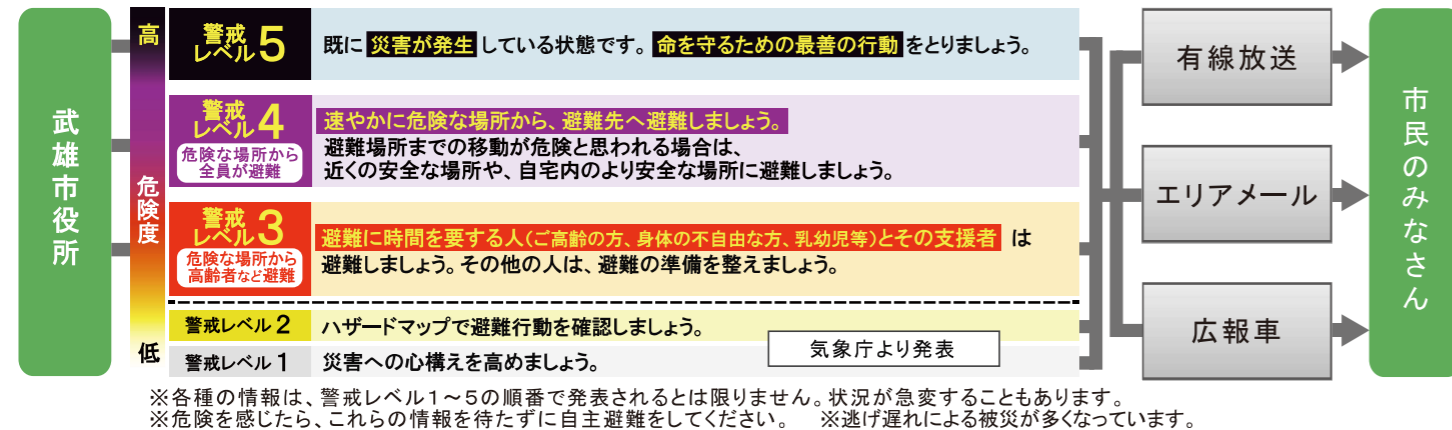 武雄市役所
高
危険度
低
警戒レベル5
既に災害が発生している状態です。命を守るための最善の行動をとりましょう。
警戒レベル4
危険な場所から
全員が避難
速やかに危険な場所から、避難先へ避難しましょう。
避難場所までの移動が危険と思われる場合は、
近くの安全な場所や、自宅内のより安全な場所に避難しましょう。
警戒レベル3
危険な場所から
高齢者など避難
避難に時間を要する人(ご高齢の方、身体の不自由な方、乳幼児等)とその支援者 は
避難しましょう。その他の人は、避難の準備を整えましょう。
警戒レベル 2
ハザードマップで避難行動を確認しましょう。
警戒レベル 1
災害への心構えを高めましょう。
気象庁より発表
有線放送
エリアメール
広報車
市民のみなさん
※各種の情報は、警戒レベル1～5の順番で発表されるとは限りません。状況が急変することもあります。
※危険を感じたら、これらの情報を待たずに自主避難をしてください。　※逃げ遅れによる被災が多くなっています。